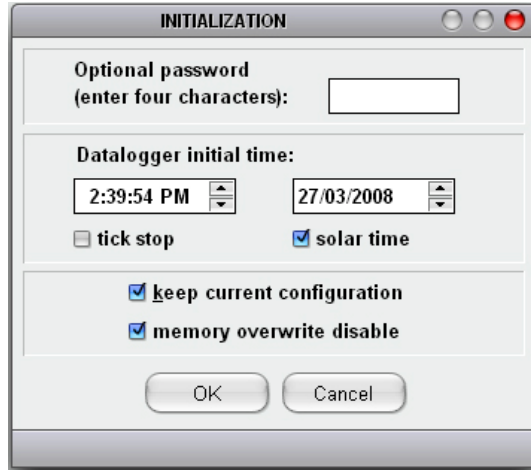 INITIALIZATION
Optional password
(enter four characters):
Datalogger initial time:
2:39:54 PM 27/03/2008
tick stop solar time
keep current configuration
memory overwrite disable
OK Cancel